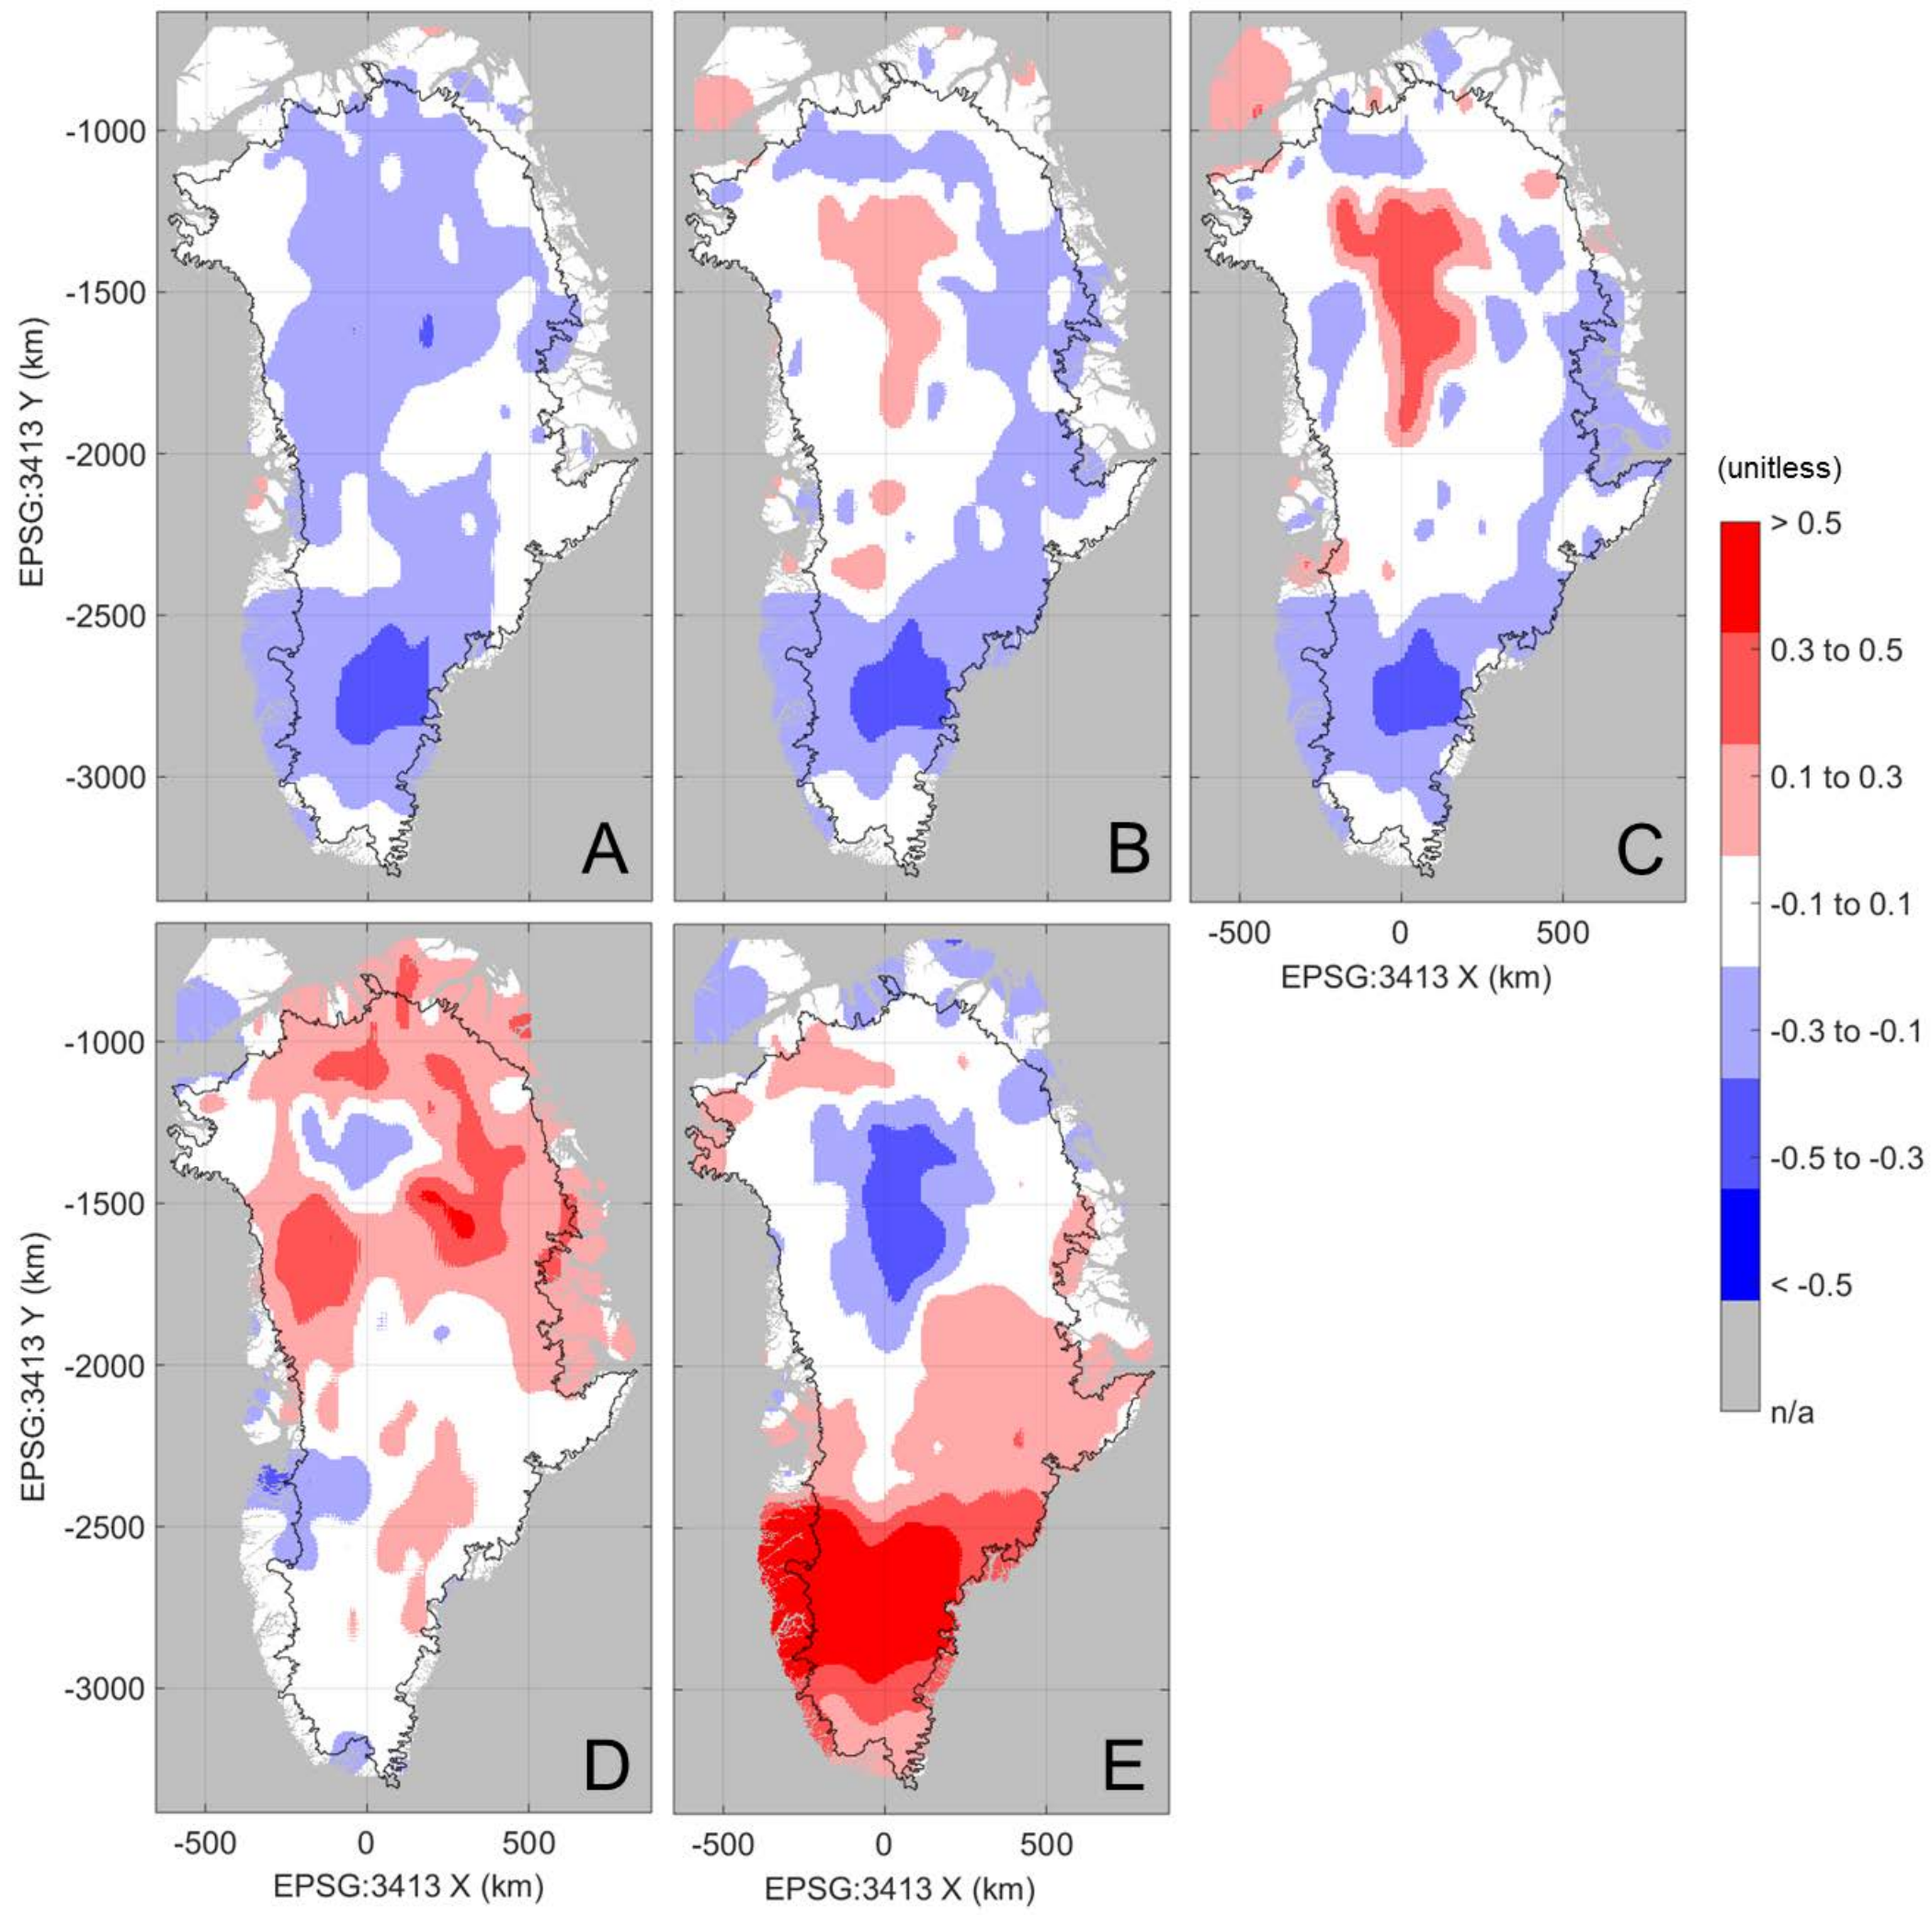 -1000
-1500
-2000
-2500
-3000
EPSG:3413 Y (km)
A
B
C
-500 0 500
EPSG:3413 X (km)
(unitless)
> 0.5
0.3 to 0.5
0.1 to 0.3
-0.1 to 0.1
-0.3 to -0.1
-0.5 to -0.3
< -0.5
n/a
-1000
-1500
-2000
-2500
-3000
EPSG:3413 Y (km)
D
E
-500 0 500
EPSG:3413 X (km)
-500 0 500
EPSG:3413 X (km)